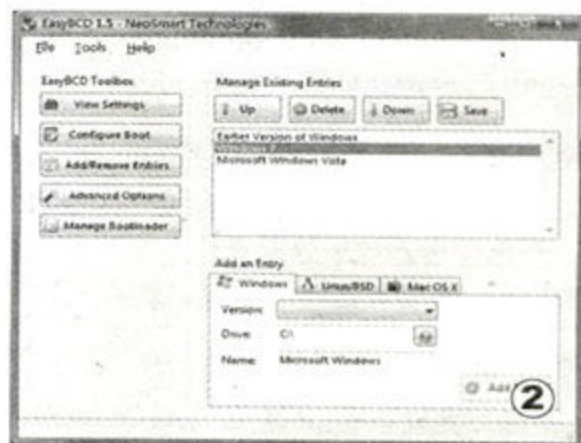 EasyBCD 1.5 - NeoSmart Technologies
File Tools Help
EasyBCD Toolbox
View Settings
Configure Boot
Add/Remove Entries
Advanced Options
Manage Bootloader
Manage Existing Entries
Up Delete Down Save
Earlier Version of Windows
Microsoft Windows Vista
Add an Entry
Windows Linux/BSD Mac OS X
Version:
Drive: C:\
Name: Microsoft Windows
Add
2